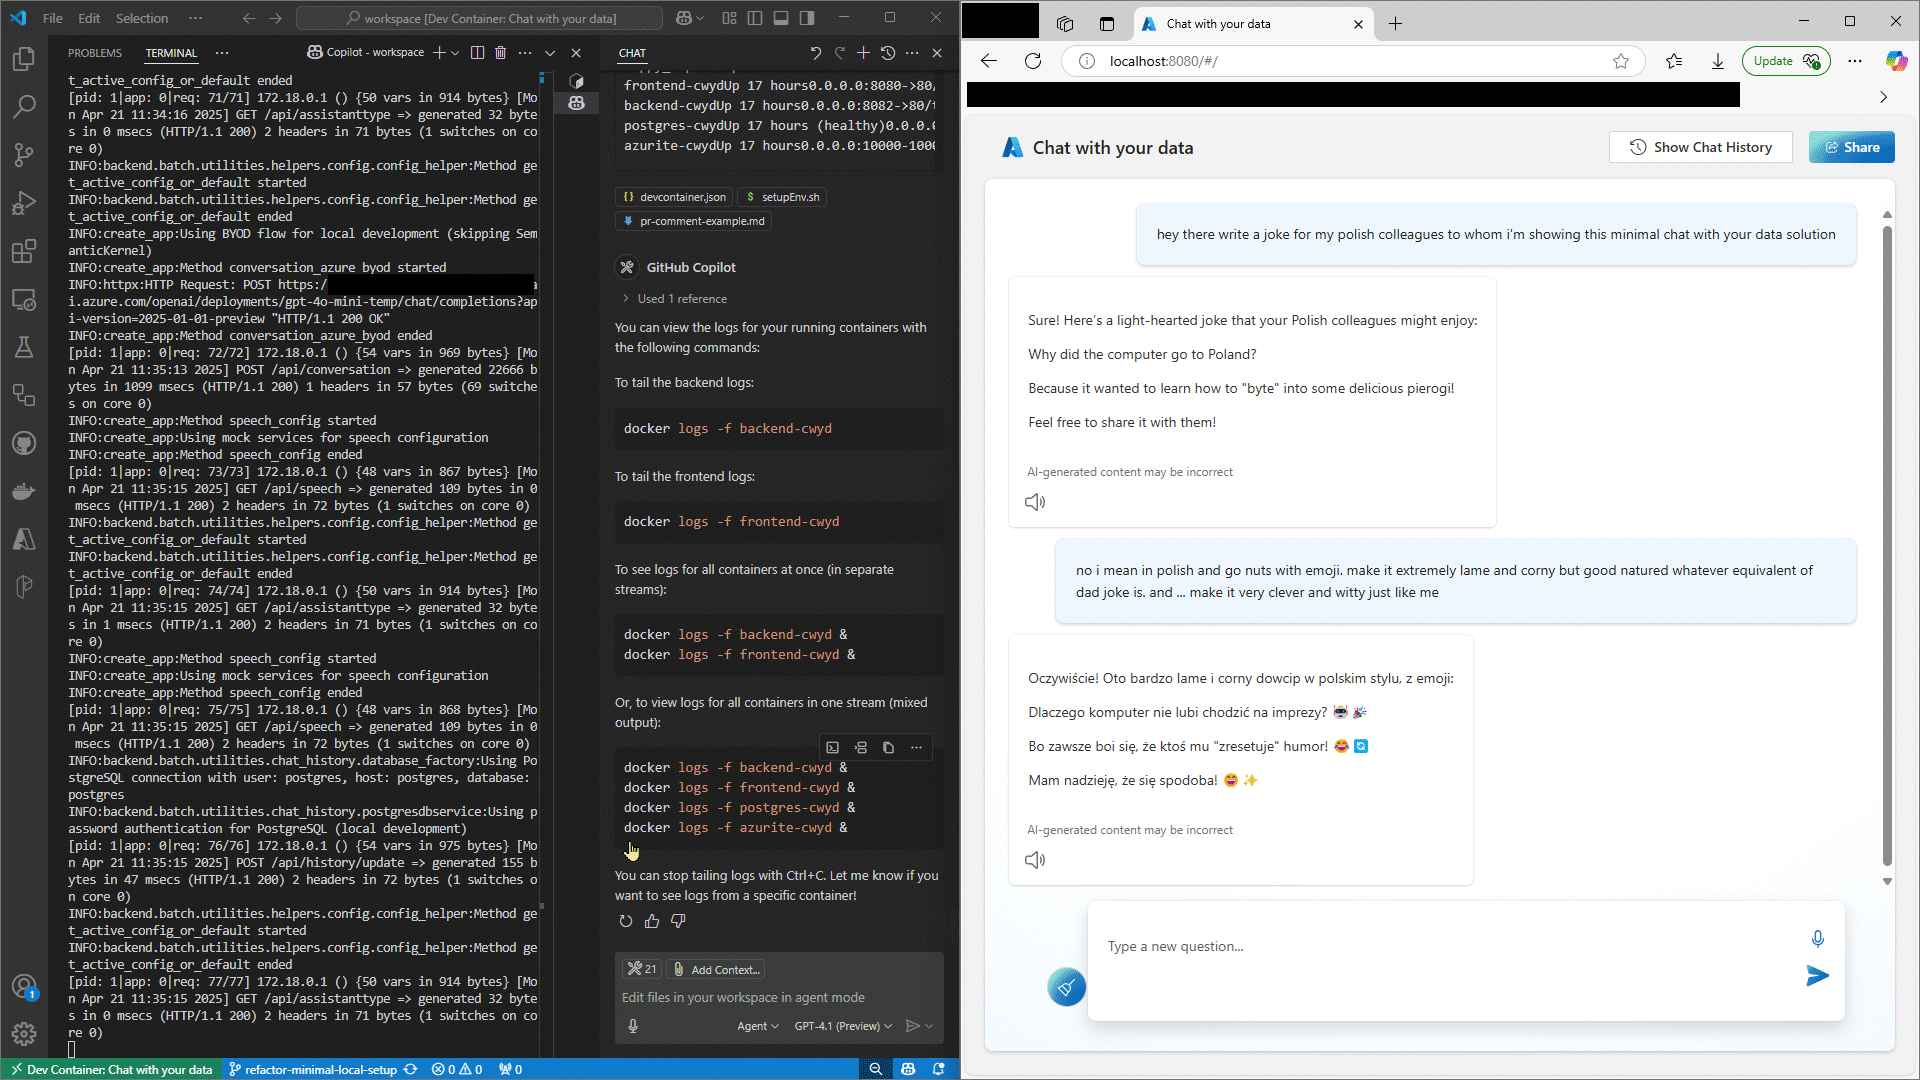 File Edit Selection ··· workspace [Dev Container: Chat with your data]
PROBLEMS TERMINAL ··· Copilot - workspace
t_active_config_or_default ended
[pid: 1|app: 0|req: 71/71] 172.18.0.1 () {50 vars in 914 bytes} [Mo
n Apr 21 11:34:16 2025] GET /api/assistanttype => generated 32 byte
s in 0 msecs (HTTP/1.1 200) 2 headers in 71 bytes (1 switches on co
re 0)
INFO:backend.batch.utilities.helpers.config.config_helper:Method ge
t_active_config_or_default started
INFO:backend.batch.utilities.helpers.config.config_helper:Method ge
t_active_config_or_default ended
INFO:create_app:Using BYOD flow for local development (skipping Sem
anticKernel)
INFO:create_app:Method conversation_azure_byod started
INFO:httpx:HTTP Request: POST https:/
i.azure.com/openai/deployments/gpt-4o-mini-temp/chat/completions?ap
i-version=2025-01-01-preview "HTTP/1.1 200 OK"
INFO:create_app:Method conversation_azure_byod ended
[pid: 1|app: 0|req: 72/72] 172.18.0.1 () {54 vars in 969 bytes} [Mo
n Apr 21 11:35:13 2025] POST /api/conversation => generated 22666 b
ytes in 1099 msecs (HTTP/1.1 200) 1 headers in 57 bytes (69 switche
s on core 0)
INFO:create_app:Method speech_config started
INFO:create_app:Using mock services for speech configuration
INFO:create_app:Method speech_config ended
[pid: 1|app: 0|req: 73/73] 172.18.0.1 () {48 vars in 867 bytes} [Mo
n Apr 21 11:35:15 2025] GET /api/speech => generated 109 bytes in 0
msecs (HTTP/1.1 200) 2 headers in 72 bytes (1 switches on core 0)
INFO:backend.batch.utilities.helpers.config.config_helper:Method ge
t_active_config_or_default started
INFO:backend.batch.utilities.helpers.config.config_helper:Method ge
t_active_config_or_default ended
[pid: 1|app: 0|req: 74/74] 172.18.0.1 () {50 vars in 914 bytes} [Mo
n Apr 21 11:35:15 2025] GET /api/assistanttype => generated 32 byte
s in 1 msecs (HTTP/1.1 200) 2 headers in 71 bytes (1 switches on co
re 0)
INFO:create_app:Method speech_config started
INFO:create_app:Using mock services for speech configuration
INFO:create_app:Method speech_config ended
[pid: 1|app: 0|req: 75/75] 172.18.0.1 () {48 vars in 868 bytes} [Mo
n Apr 21 11:35:15 2025] GET /api/speech => generated 109 bytes in 0
msecs (HTTP/1.1 200) 2 headers in 72 bytes (1 switches on core 0)
INFO:backend.batch.utilities.chat_history.database_factory:Using Po
stgreSQL connection with user: postgres, host: postgres, database:
postgres
INFO:backend.batch.utilities.chat_history.postgresdbservice:Using p
assword authentication for PostgreSQL (local development)
[pid: 1|app: 0|req: 76/76] 172.18.0.1 () {54 vars in 975 bytes} [Mo
n Apr 21 11:35:15 2025] POST /api/history/update => generated 155 b
ytes in 47 msecs (HTTP/1.1 200) 2 headers in 72 bytes (1 switches o
n core 0)
INFO:backend.batch.utilities.helpers.config.config_helper:Method ge
t_active_config_or_default started
INFO:backend.batch.utilities.helpers.config.config_helper:Method ge
t_active_config_or_default ended
[pid: 1|app: 0|req: 77/77] 172.18.0.1 () {50 vars in 914 bytes} [Mo
n Apr 21 11:35:15 2025] GET /api/assistanttype => generated 32 byte
s in 0 msecs (HTTP/1.1 200) 2 headers in 71 bytes (1 switches on co
re 0)
1
Dev Container: Chat with your data refactor-minimal-local-setup 0 0 0
CHAT
frontend-cwydUp 17 hours0.0.0.0:8080->80/
backend-cwydUp 17 hours0.0.0.0:8082->80/t
postgres-cwydUp 17 hours (healthy)0.0.0.0
azurite-cwydUp 17 hours0.0.0.0:10000-1000
{} devcontainer.json $ setupEnv.sh
pr-comment-example.md
GitHub Copilot
Used 1 reference
You can view the logs for your running containers with
the following commands:
To tail the backend logs:
docker logs -f backend-cwyd
To tail the frontend logs:
docker logs -f frontend-cwyd
To see logs for all containers at once (in separate
streams):
docker logs -f backend-cwyd &
docker logs -f frontend-cwyd &
Or, to view logs for all containers in one stream (mixed
output):
docker logs -f backend-cwyd &
docker logs -f frontend-cwyd &
docker logs -f postgres-cwyd &
docker logs -f azurite-cwyd &
You can stop tailing logs with Ctrl+C. Let me know if you
want to see logs from a specific container!
21 Add Context...
Edit files in your workspace in agent mode
Agent GPT-4.1 (Preview)
Chat with your data
localhost:8080/#/
Update
Chat with your data
Show Chat History
Share
hey there write a joke for my polish colleagues to whom i'm showing this minimal chat with your data solution
Sure! Here's a light-hearted joke that your Polish colleagues might enjoy:
Why did the computer go to Poland?
Because it wanted to learn how to "byte" into some delicious pierogi!
Feel free to share it with them!
AI-generated content may be incorrect
no i mean in polish and go nuts with emoji. make it extremely lame and corny but good natured whatever equivalent of
dad joke is. and ... make it very clever and witty just like me
Oczywiście! Oto bardzo lame i corny dowcip w polskim stylu, z emoji:
Dlaczego komputer nie lubi chodzić na imprezy? 🤖 🎉
Bo zawsze boi się, że ktoś mu "zresetuje" humor! 😂 🔄
Mam nadzieję, że się spodoba! 😄 ✨
AI-generated content may be incorrect
Type a new question...